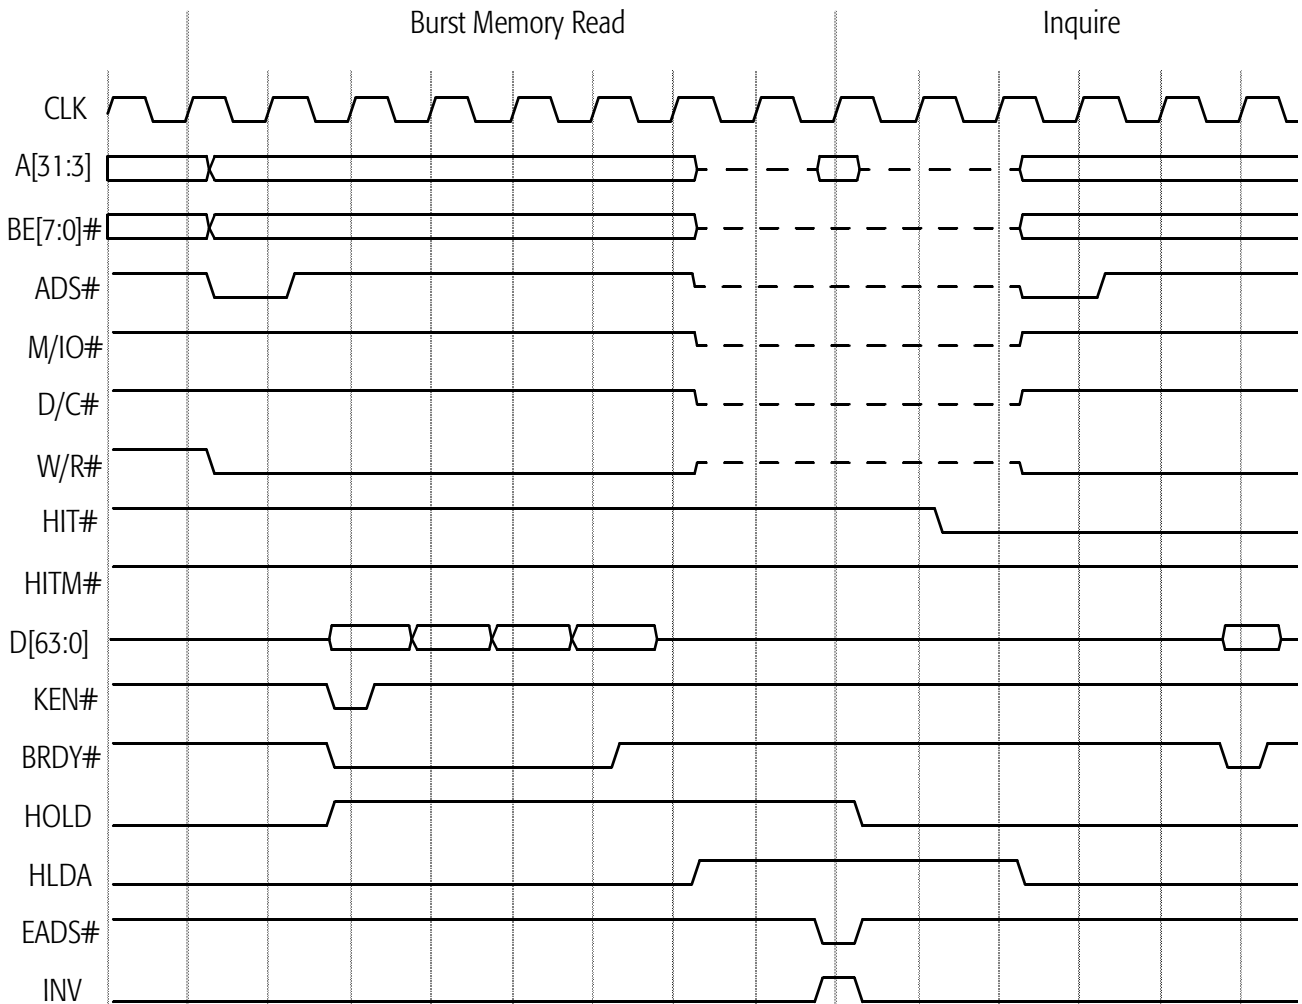 Burst Memory Read
Inquire
CLK
A[31:3]
BE[7:0]#
ADS#
M/IO#
D/C#
W/R#
HIT#
HITM#
D[63:0]
KEN#
BRDY#
HOLD
HLDA
EADS#
INV